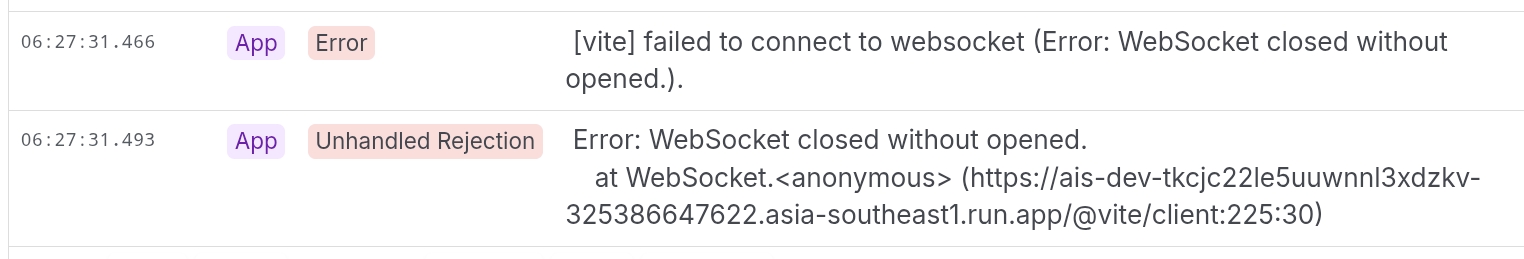 06:27:31.466 App Error [vite] failed to connect to websocket (Error: WebSocket closed without
opened.).
06:27:31.493 App Unhandled Rejection Error: WebSocket closed without opened.
at WebSocket.<anonymous> (https://ais-dev-tkcjc22le5uuwnnl3xdzkv-
325386647622.asia-southeast1.run.app/@vite/client:225:30)